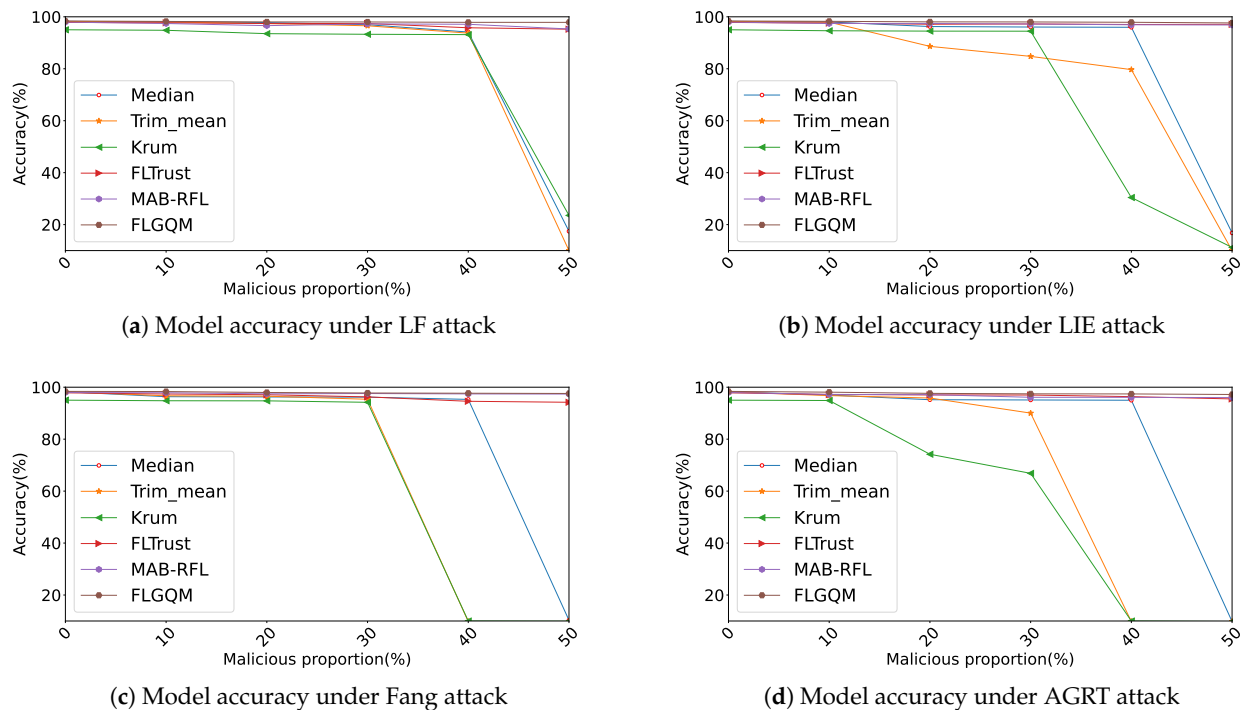 100
80
60
40
20
Accuracy(%)
Median
Trim_mean
Krum
FLTrust
MAB-RFL
FLGQM
0
10
20
30
40
50
Malicious proportion(%)
(a) Model accuracy under LF attack
100
80
60
40
20
Accuracy(%)
Median
Trim_mean
Krum
FLTrust
MAB-RFL
FLGQM
0
10
20
30
40
50
Malicious proportion(%)
(b) Model accuracy under LIE attack
100
80
60
40
20
Accuracy(%)
Median
Trim_mean
Krum
FLTrust
MAB-RFL
FLGQM
0
10
20
30
40
50
Malicious proportion(%)
(c) Model accuracy under Fang attack
100
80
60
40
20
Accuracy(%)
Median
Trim_mean
Krum
FLTrust
MAB-RFL
FLGQM
0
10
20
30
40
50
Malicious proportion(%)
(d) Model accuracy under AGRT attack